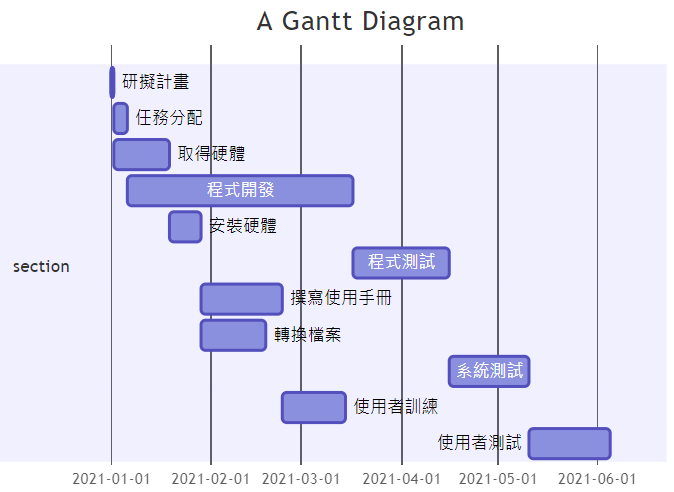 A Gantt Diagram
研擬計畫
任務分配
取得硬體
程式開發
安裝硬體
程式測試
section
撰寫使用手冊
轉換檔案
系統測試
使用者訓練
使用者測試
2021-01-01 2021-02-01 2021-03-01 2021-04-01 2021-05-01 2021-06-01